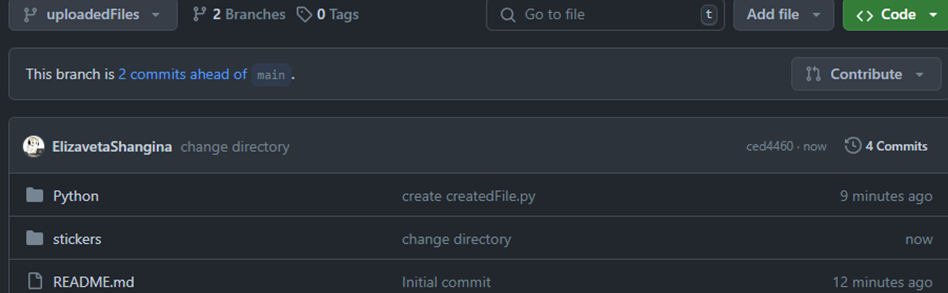 uploadedFiles 2 Branches 0 Tags Go to file t Add file Code
This branch is 2 commits ahead of main . Contribute
ElizavetaShangina change directory ced4460 · now 4 Commits
Python create createdFile.py 9 minutes ago
stickers change directory now
README.md Initial commit 12 minutes ago